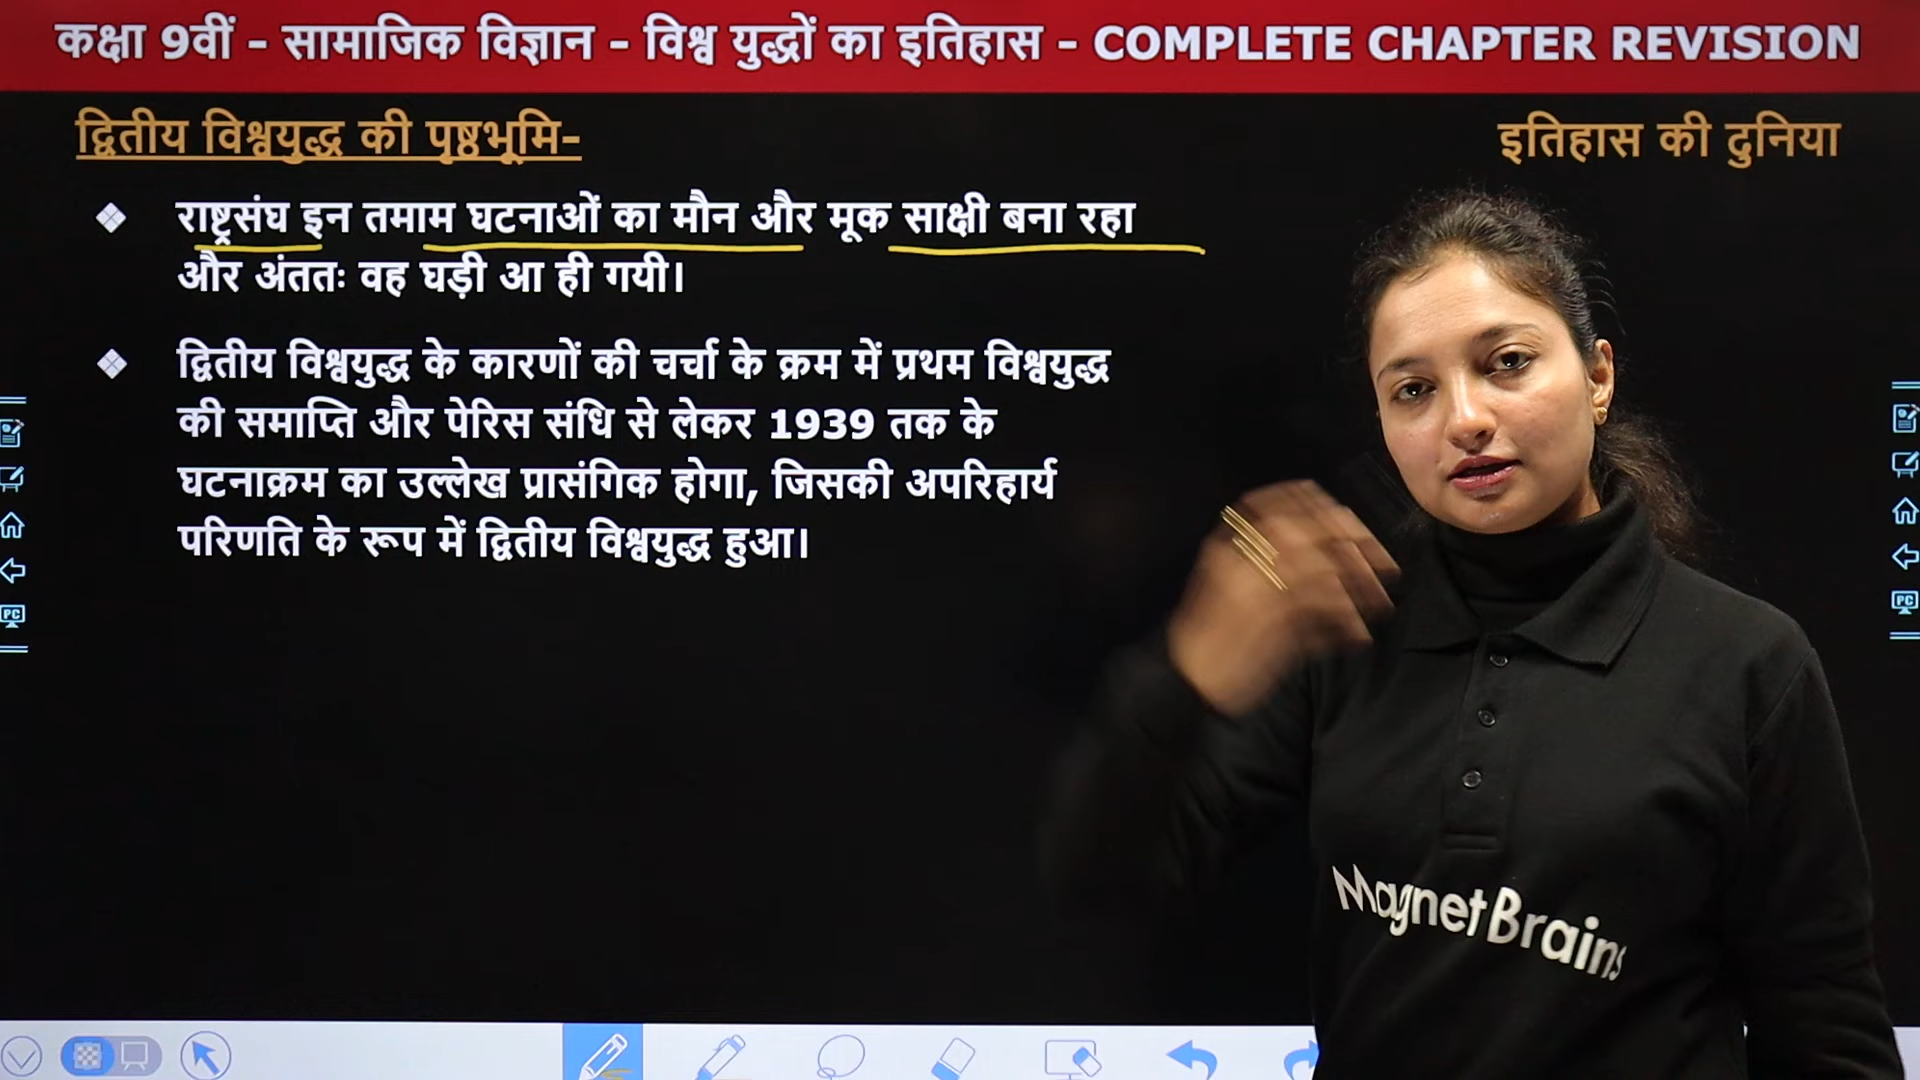 कक्षा 9वीं - सामाजिक विज्ञान - विश्व युद्धों का इतिहास - COMPLETE CHAPTER REVISION
द्वितीय विश्वयुद्ध की पृष्ठभूमि-
इतिहास की दुनिया
❖ राष्ट्रसंघ इन तमाम घटनाओं का मौन और मूक साक्षी बना रहा
और अंततः वह घड़ी आ ही गयी।
❖ द्वितीय विश्वयुद्ध के कारणों की चर्चा के क्रम में प्रथम विश्वयुद्ध
की समाप्ति और पेरिस संधि से लेकर 1939 तक के
घटनाक्रम का उल्लेख प्रासंगिक होगा, जिसकी अपरिहार्य
परिणति के रूप में द्वितीय विश्वयुद्ध हुआ।
PC
PC
MagnetBrains